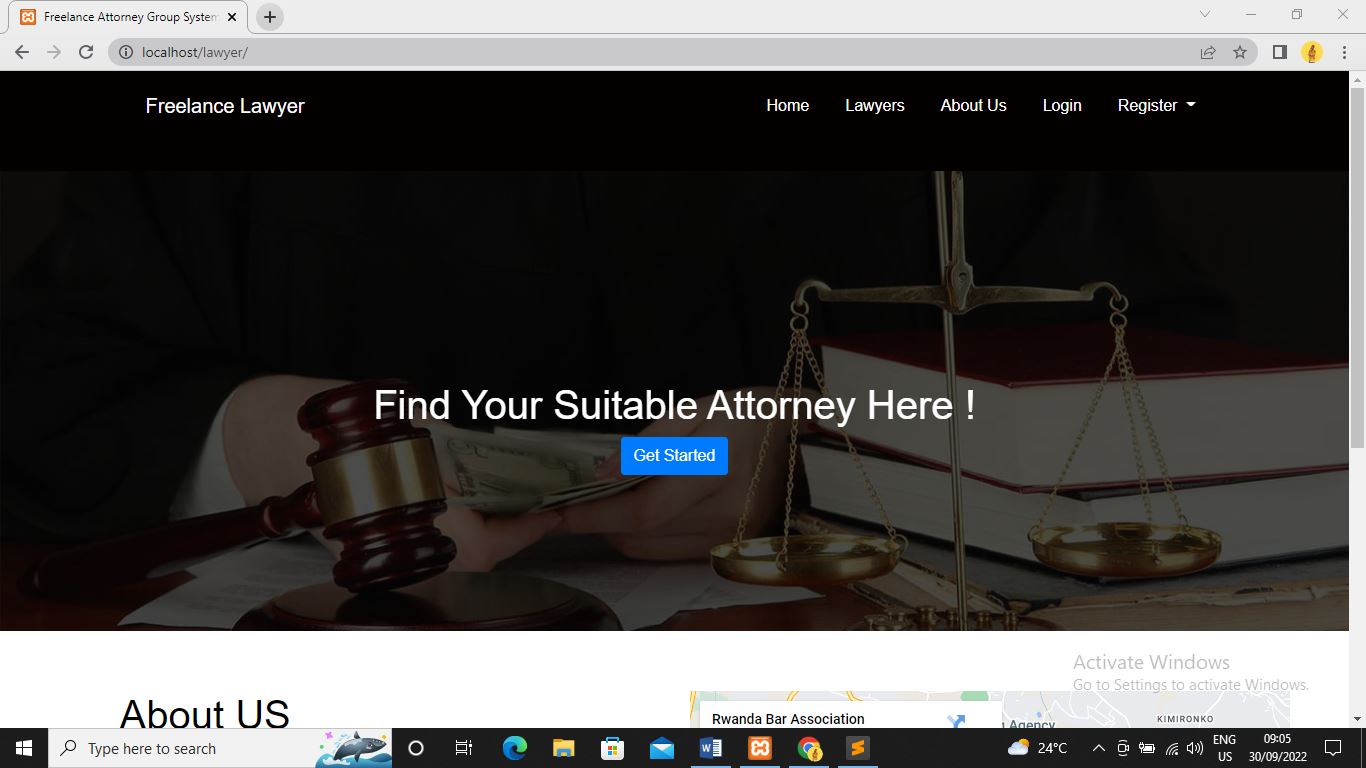 Freelance Attorney Group System
localhost/lawyer/
Freelance Lawyer
Home Lawyers About Us Login Register
Find Your Suitable Attorney Here !
Get Started
About US
Rwanda Bar Association
Agency
KIMIRONKO
Activate Windows
Go to Settings to activate Windows.
Type here to search
24°C
ENG
US
09:05
30/09/2022